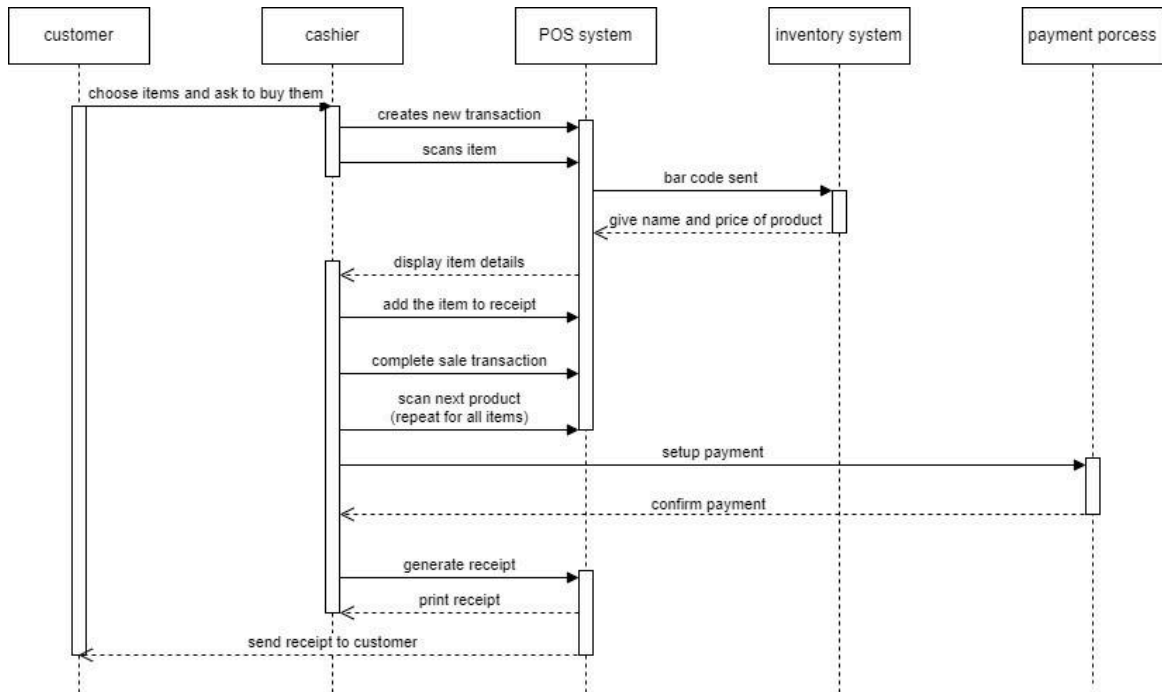 customer
cashier
POS system
inventory system
payment porcess
choose items and ask to buy them
creates new transaction
scans item
bar code sent
give name and price of product
display item details
add the item to receipt
complete sale transaction
scan next product
(repeat for all items)
setup payment
confirm payment
generate receipt
print receipt
send receipt to customer